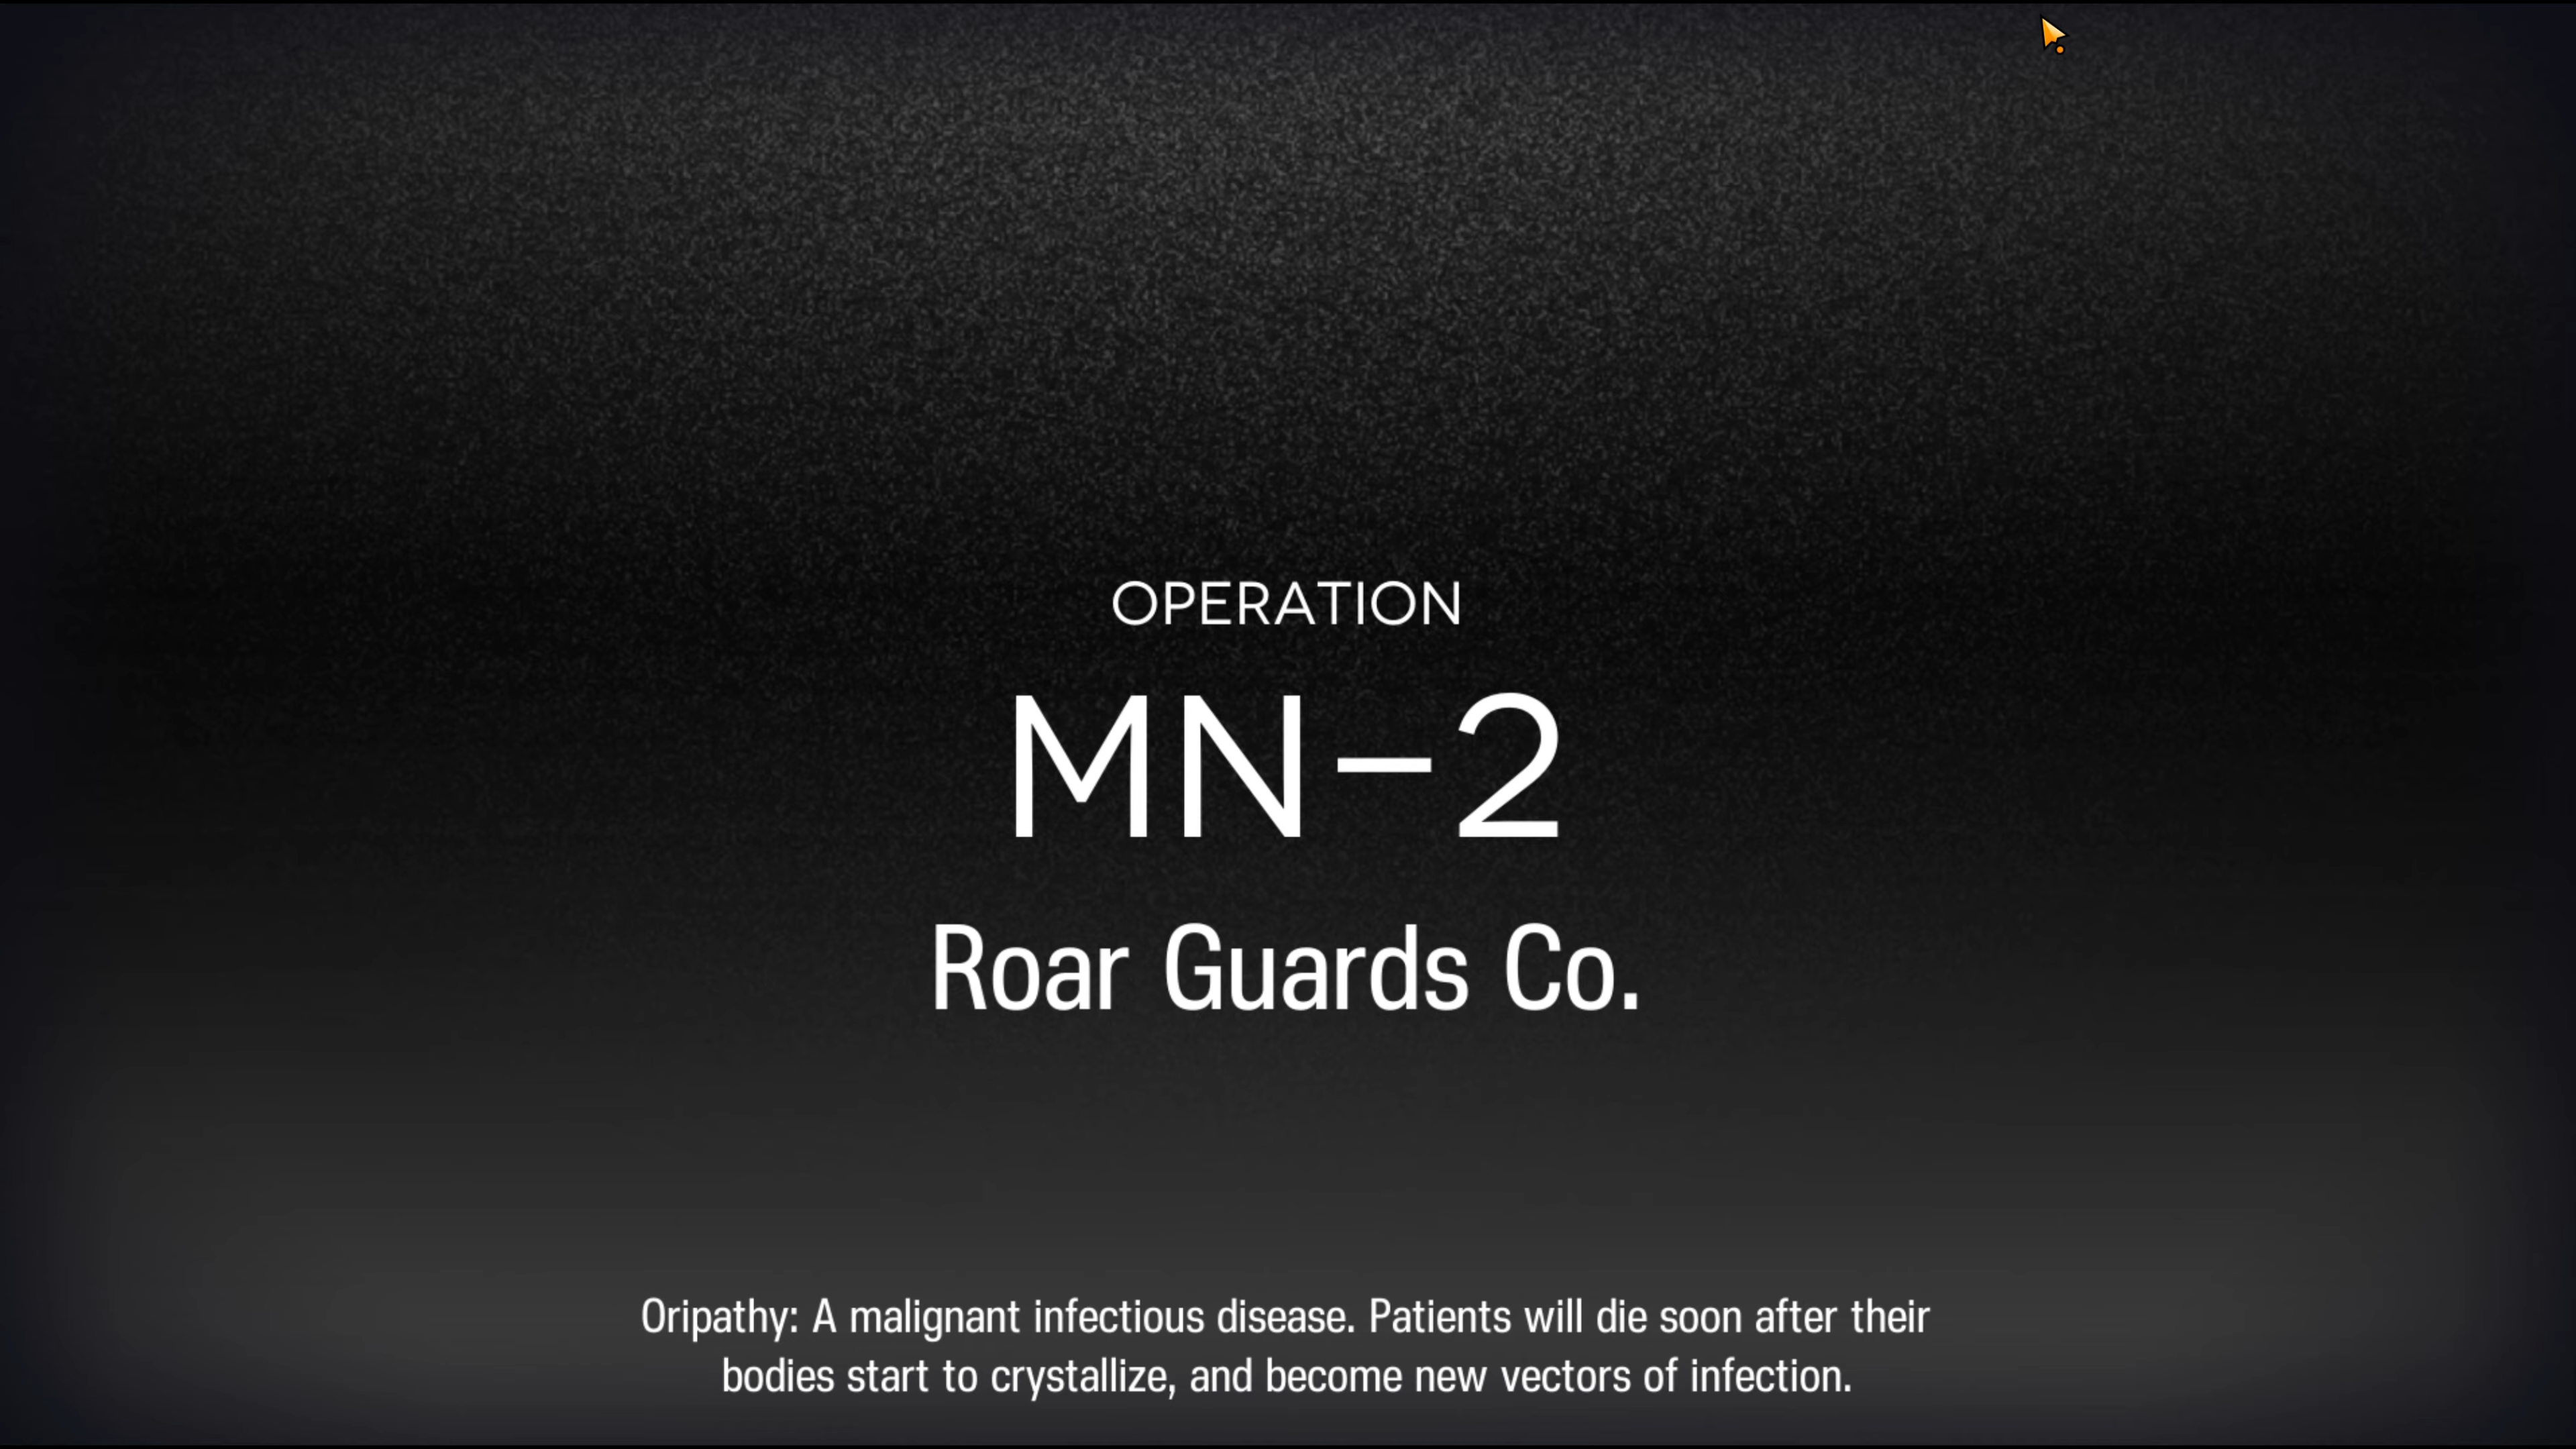 OPERATION
MN-2
Roar Guards Co.
Oripathy: A malignant infectious disease. Patients will die soon after their
bodies start to crystallize, and become new vectors of infection.